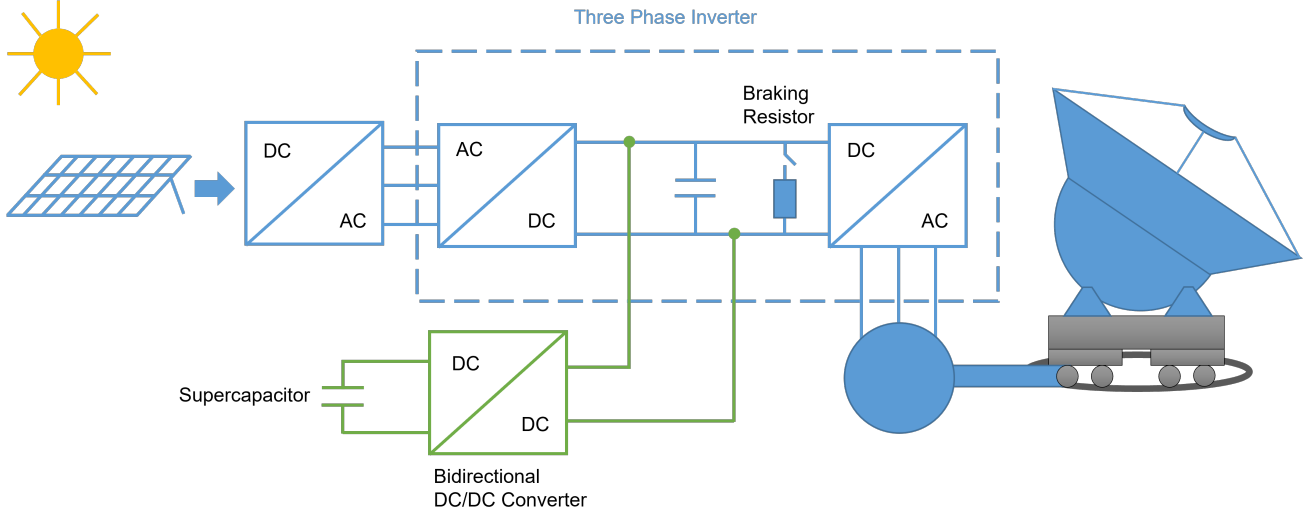 Three Phase Inverter
Braking
Resistor
DC
AC
AC
DC
DC
AC
Supercapacitor
DC
DC
Bidirectional
DC/DC Converter